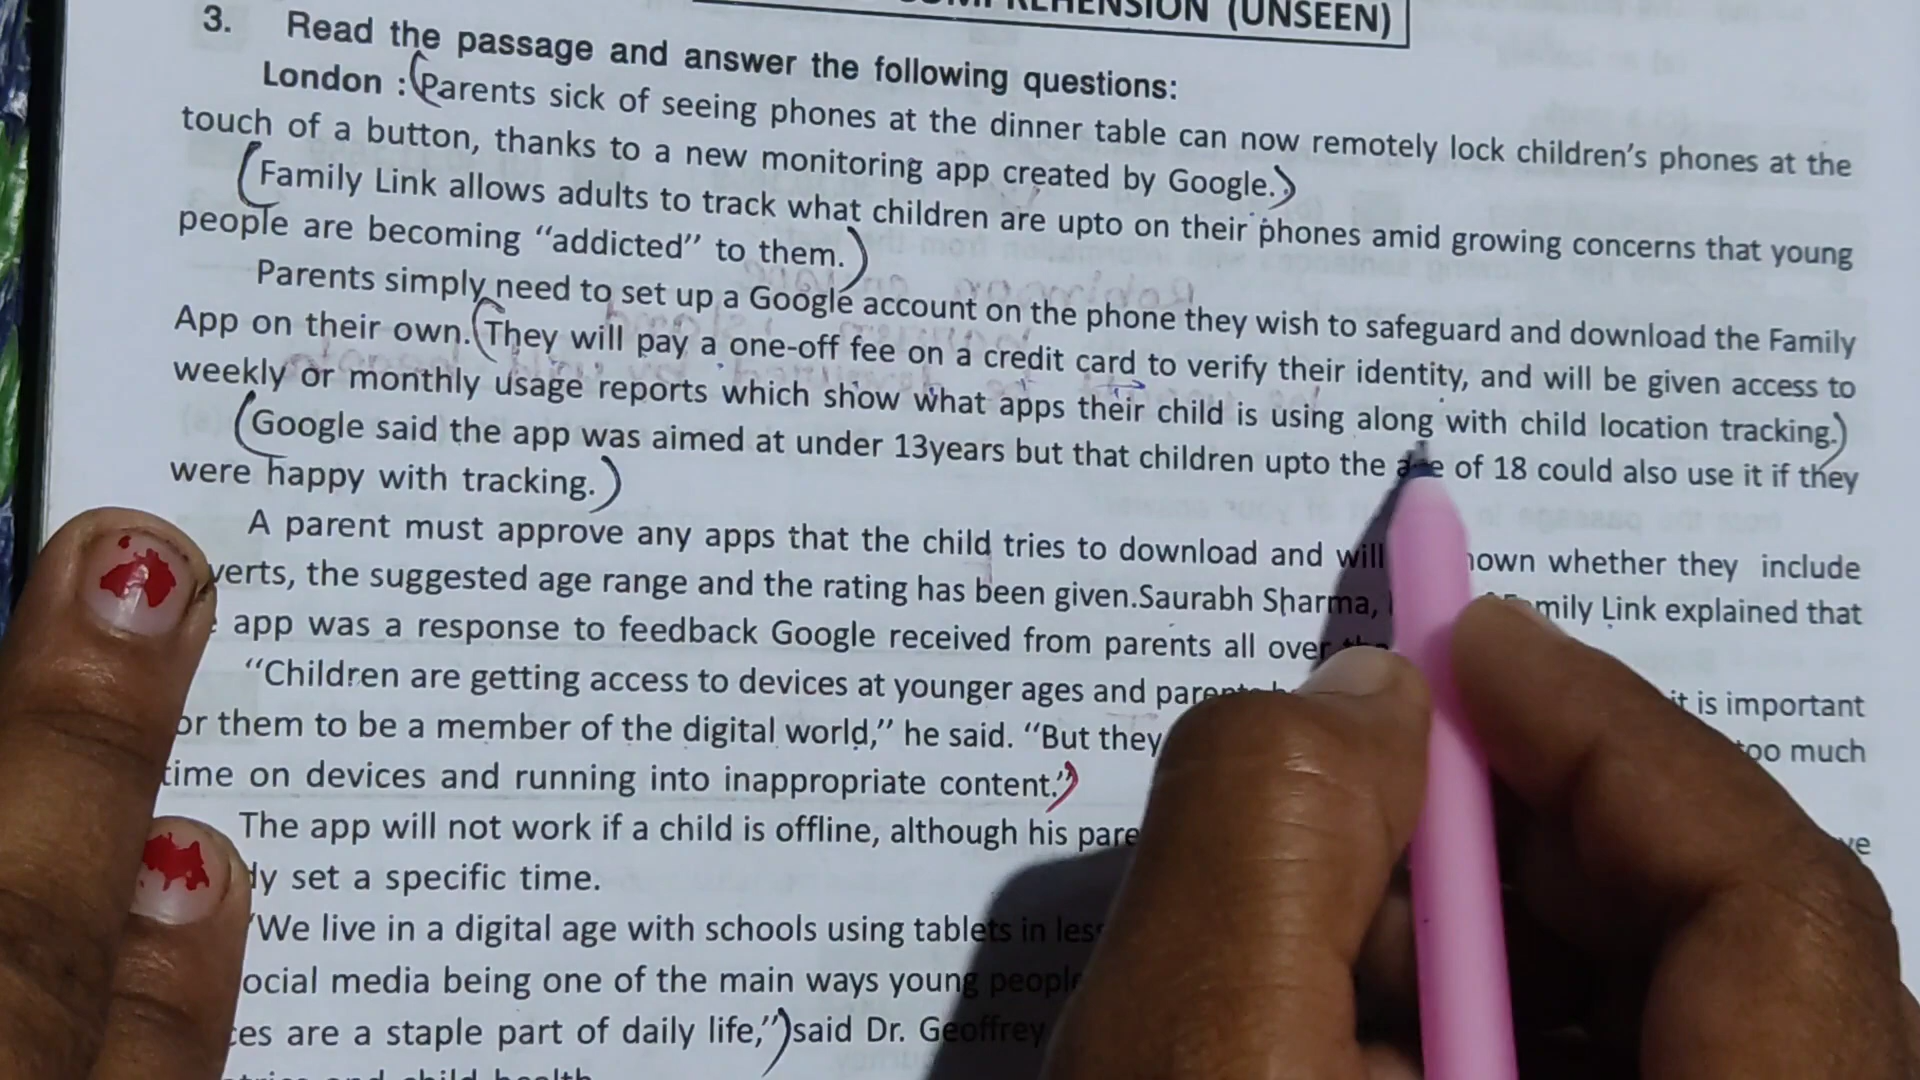 (UNSEEN)
3. Read the passage and answer the following questions:
London : Parents sick of seeing phones at the dinner table can now remotely lock children's phones at the
touch of a button, thanks to a new monitoring app created by Google.
Family Link allows adults to track what children are upto on their phones amid growing concerns that young
people are becoming “addicted” to them.
Parents simply need to set up a Google account on the phone they wish to safeguard and download the Family
App on their own. They will pay a one-off fee on a credit card to verify their identity, and will be given access to
weekly or monthly usage reports which show what apps their child is using along with child location tracking.
Google said the app was aimed at under 13years but that children upto the age of 18 could also use it if they
were happy with tracking.
A parent must approve any apps that the child tries to download and will whether they include
the suggested age range and the rating has been given.Saurabh Sharma, Link explained that
app was a response to feedback Google received from parents all over
“Children are getting access to devices at younger ages and is important
them to be a member of the digital world,” he said. “But they too much
time on devices and running into inappropriate content.”
The app will not work if a child is offline, although his
set a specific time.
“We live in a digital age with schools using tablets in
media being one of the main ways young
are a staple part of daily life,” said Dr. Geoffrey
and child health